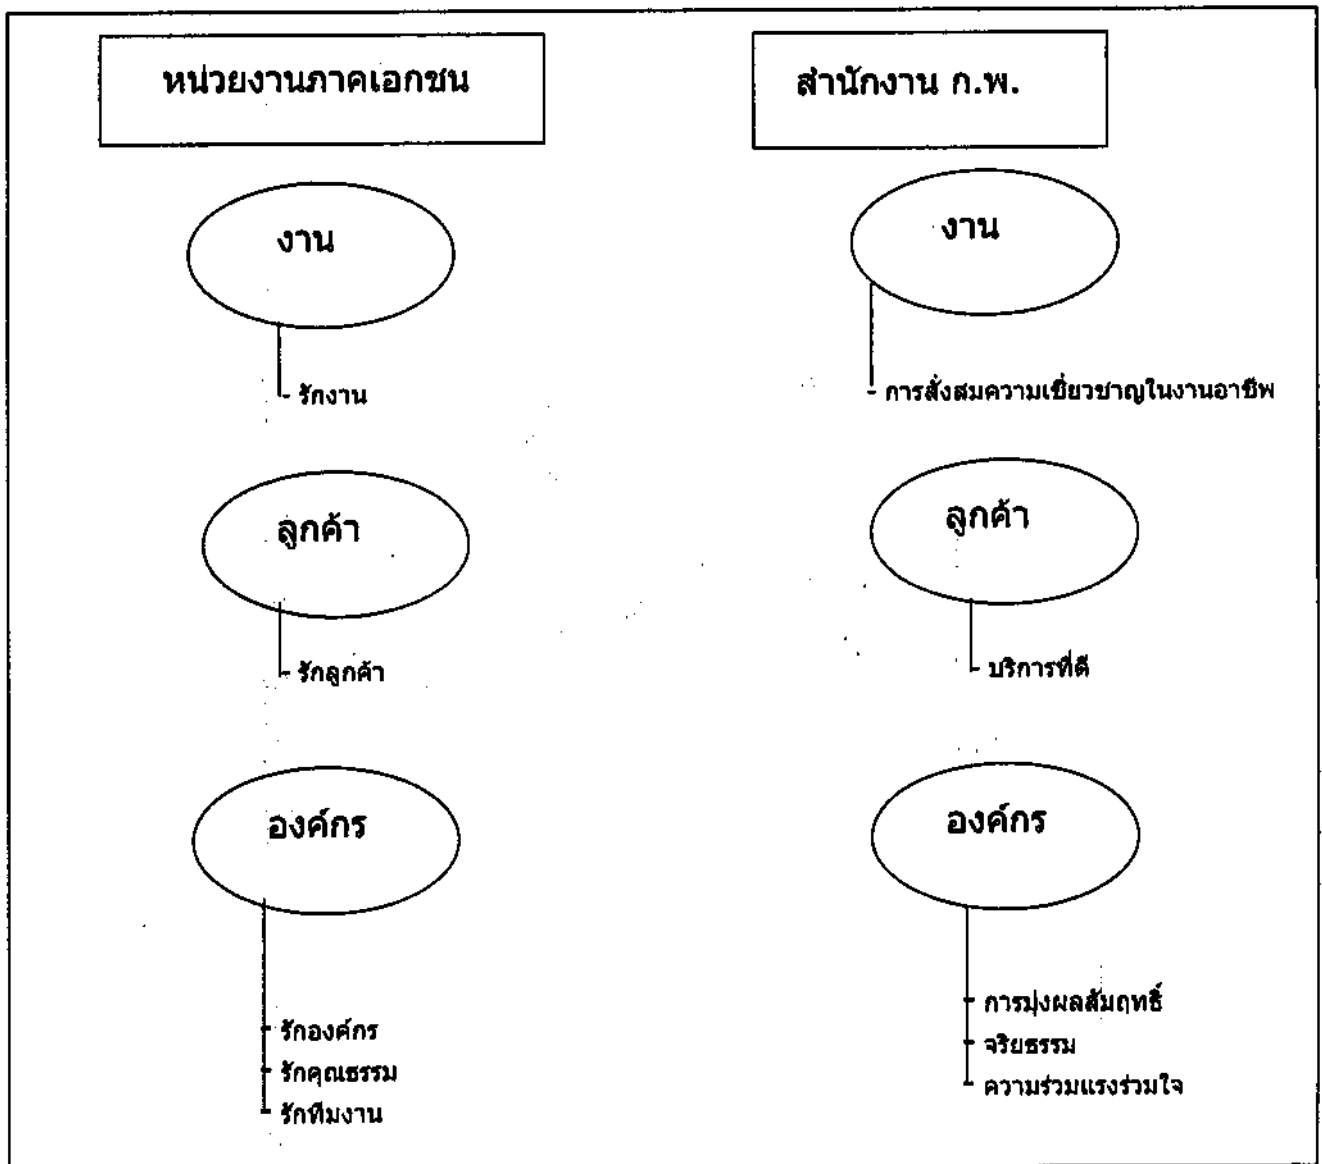 หน่วยงานภาคเอกชน
งาน
- รักงาน
ลูกค้า
- รักลูกค้า
องค์กร
- รักองค์กร
- รักคุณธรรม
- รักทีมงาน
สำนักงาน ก.พ.
งาน
- การสั่งสมความเชี่ยวชาญในงานอาชีพ
ลูกค้า
- บริการที่ดี
องค์กร
- การมุ่งผลสัมฤทธิ์
- จริยธรรม
- ความร่วมแรงร่วมใจ